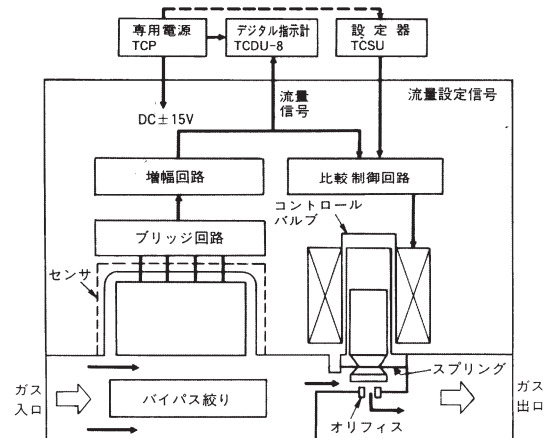 専用電源
TCP
デジタル指示計
TCDU-8
設定器
TCSU
流量
信号
流量設定信号
DC±15V
増幅回路
比較制御回路
コントロール
バルブ
ブリッジ回路
センサ
スプリング
ガス
入口
バイパス絞り
オリフィス
ガス
出口